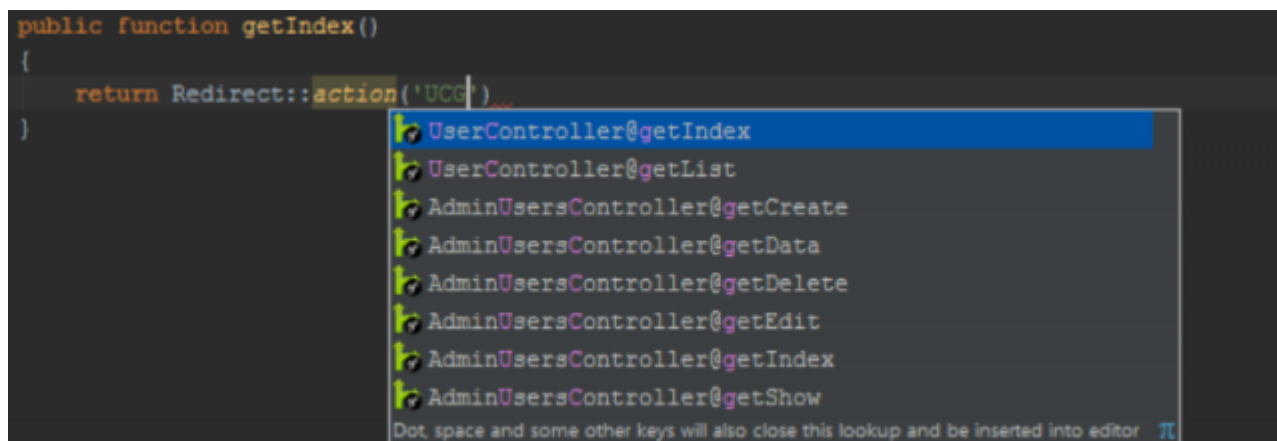 public function getIndex()
{
return Redirect::action('UCG')
}
UserController@getIndex
UserController@getList
AdminUsersController@getCreate
AdminUsersController@getData
AdminUsersController@getDelete
AdminUsersController@getEdit
AdminUsersController@getIndex
AdminUsersController@getShow
Dot, space and some other keys will also close this lookup and be inserted into editor π